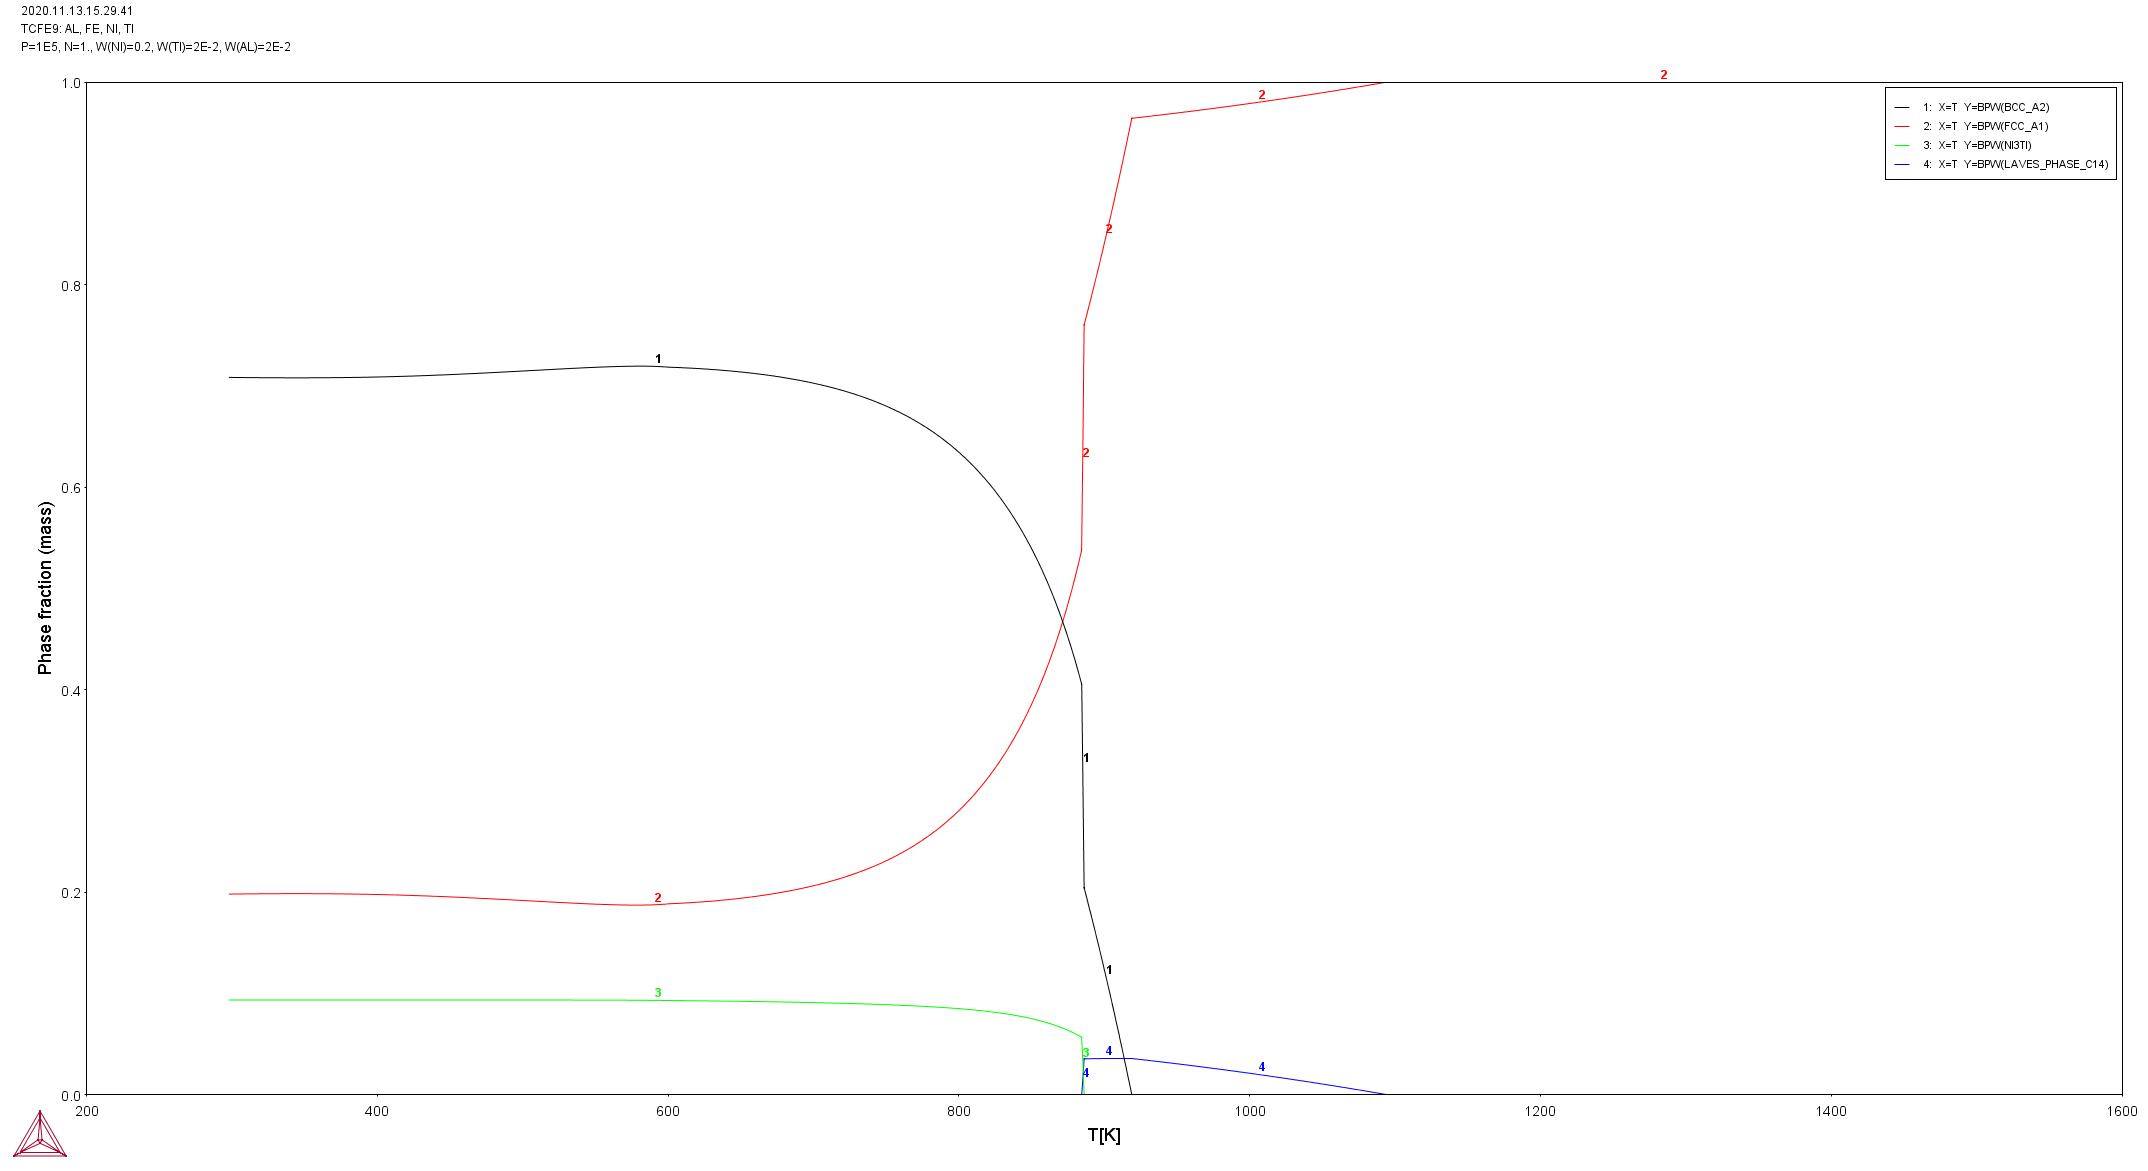 2020.11.13.15.29.41
TCFE9: AL, FE, NI, TI
P=1E5, N=1., W(NI)=0.2, W(TI)=2E-2, W(AL)=2E-2
2
1.0
2
1: X=T Y=BPW(BCC_A2)
2: X=T Y=BPW(FCC_A1)
3: X=T Y=BPW(NI3TI)
4: X=T Y=BPW(LAVES_PHASE_C14)
2
0.8
1
2
0.6
Phase fraction (mass)
0.4
1
0.2
2
1
3
3
4
4
4
0.0
200 400 600 800 1000 1200 1400 1600
T[K]